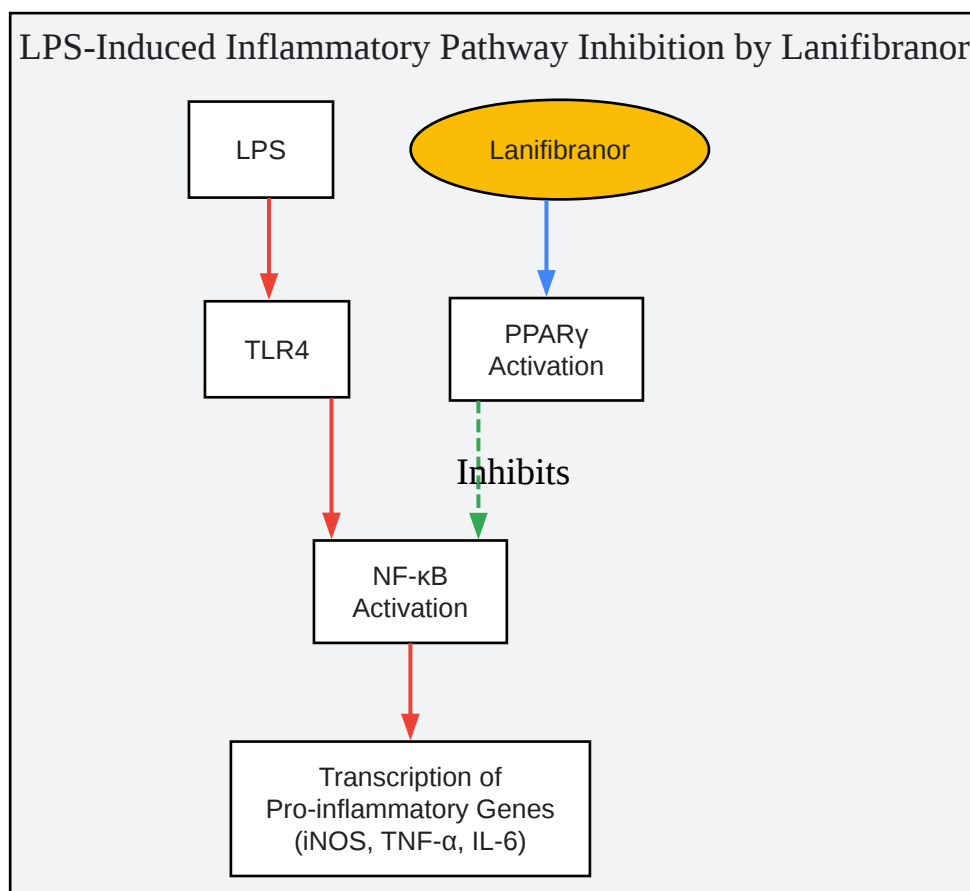 LPS-Induced Inflammatory Pathway Inhibition by Lanifibranor
LPS
Lanifibranor
TLR4
PPARγ
Activation
Inhibits
NF-κB
Activation
Transcription of
Pro-inflammatory Genes
(iNOS, TNF-α, IL-6)